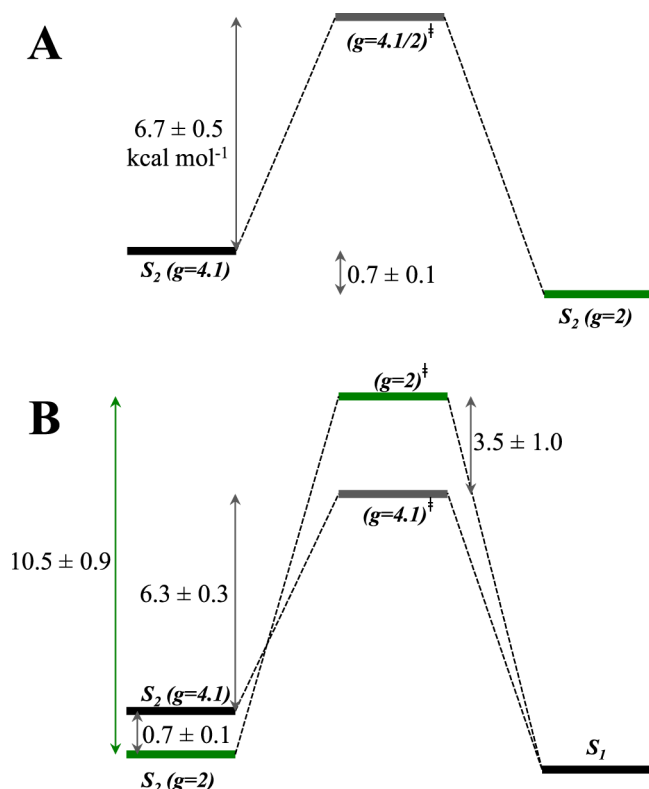 A
(g=4.1/2)‡
6.7 ± 0.5
kcal mol-1
S2 (g=4.1)
0.7 ± 0.1
S2 (g=2)
B
(g=2)‡
3.5 ± 1.0
(g=4.1)‡
10.5 ± 0.9
6.3 ± 0.3
S2 (g=4.1)
0.7 ± 0.1
S1
S2 (g=2)